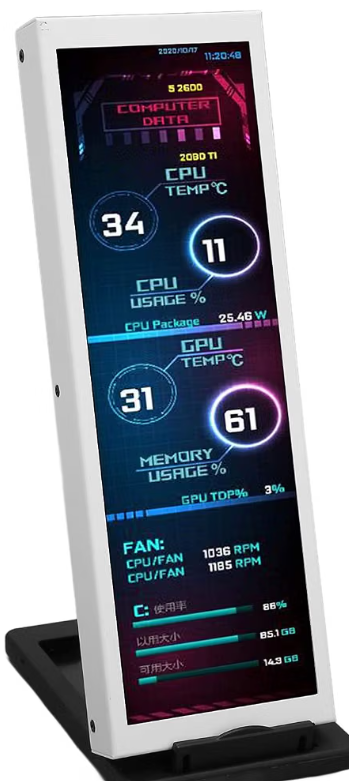 2020/10/17 11:20:48
5 2600
COMPUTER
DATA
2080 TI
CPU
TEMP°C
34
11
CPU
USAGE %
CPU Package 25.46 W
GPU
TEMP°C
31
61
MEMORY
USAGE %
GPU TDP% 3%
FAN:
CPU/FAN 1036 RPM
CPU/FAN 1185 RPM
C: 使用率 86%
以用大小 85.1 GB
可用大小 14.3 GB